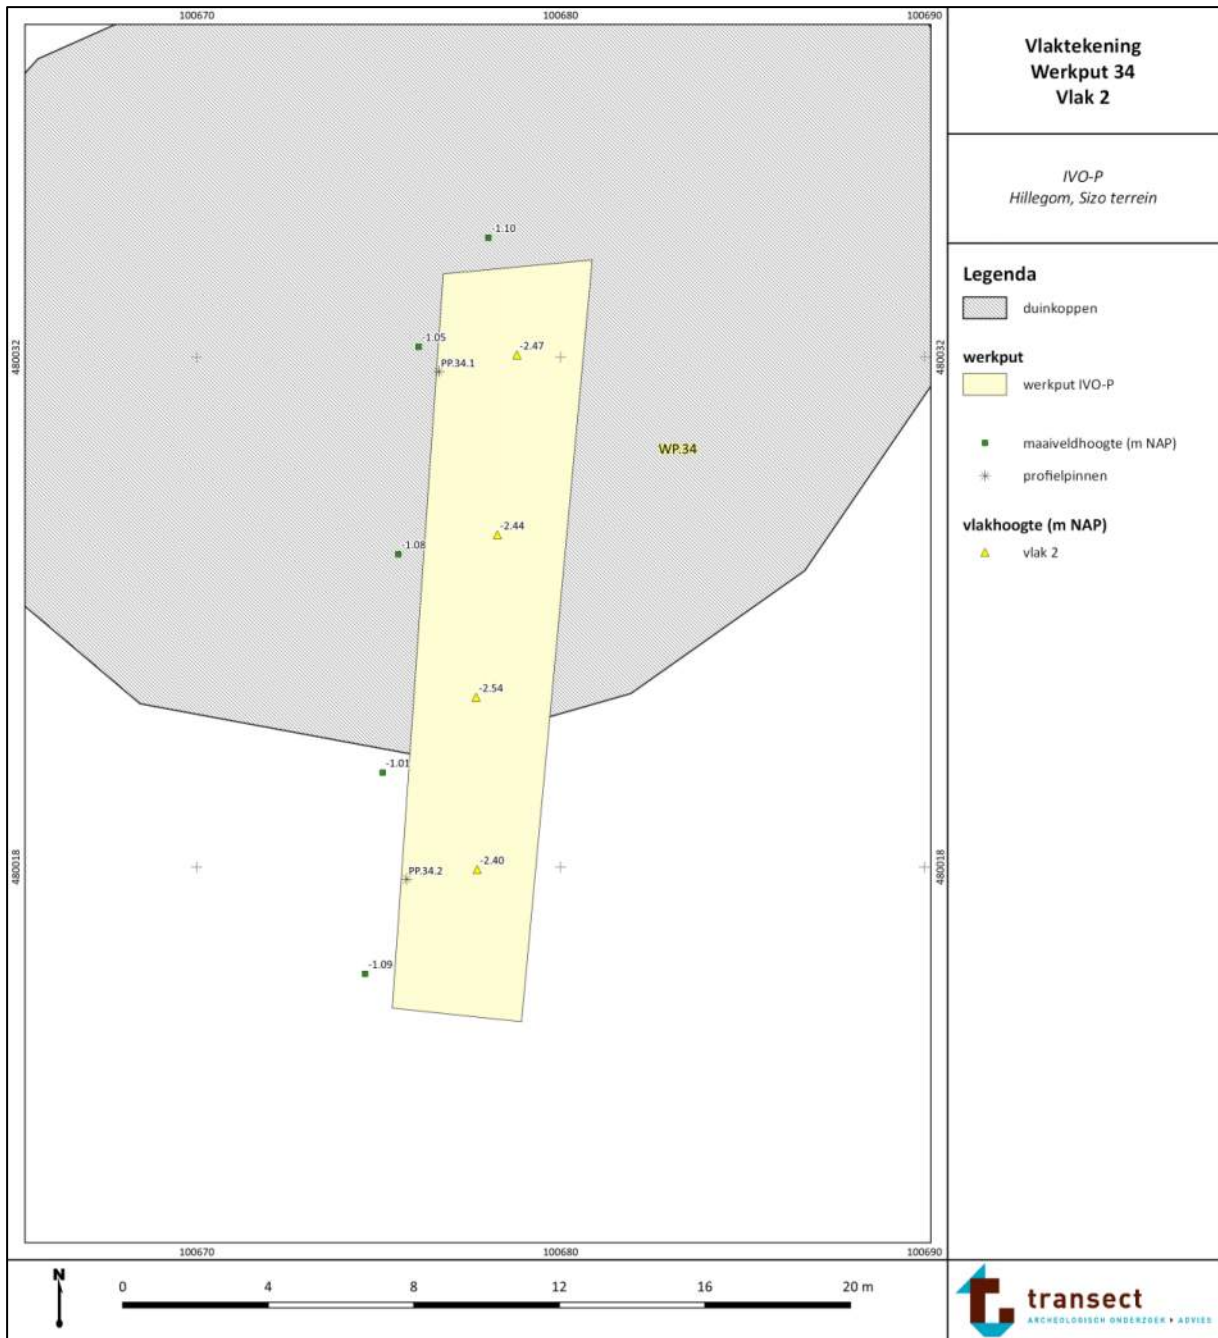 100670
100680
100690
480032
480032
-1.10
-1.05
PP.34.1
-2.47
WP.34
-2.44
-1.08
-2.54
-1.01
480018
480018
PP.34.2
-2.40
-1.09
100670
100680
100690
N
0
4
8
12
16
20 m
Vlaktekening
Werkput 34
Vlak 2
IVO-P
Hillegom, Sizo terrein
Legenda
duinkoppen
werkput
werkput IVO-P
maaiveldhoogte (m NAP)
profielpinnen
vlakhoogte (m NAP)
vlak 2
transect
ARCHEOLOGISCH ONDERZOEK ▸ ADVIES